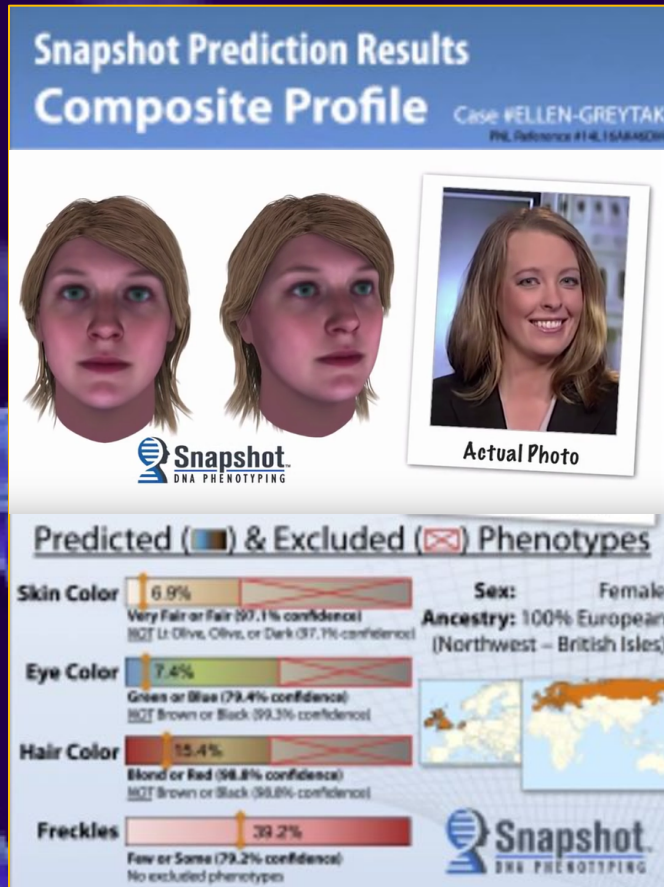 Snapshot Prediction Results
Composite Profile
Case #ELLEN-GREYTAK
PNL Reference
Snapshot™
DNA PHENOTYPING
Actual Photo
Predicted ( ) & Excluded ( ) Phenotypes
Skin Color
6.9%
Very Fair or Fair (97.1% confidence)
NOT Lt Olive, Olive, or Dark (97.1% confidence)
Eye Color
7.4%
Green or Blue (79.4% confidence)
NOT Brown or Black (99.3% confidence)
Hair Color
15.4%
Blond or Red (98.8% confidence)
NOT Brown or Black (98.8% confidence)
Freckles
39.2%
Few or Some (79.2% confidence)
No excluded phenotypes
Sex: Female
Ancestry: 100% European
(Northwest – British Isles)
Snapshot
DNA PHENOTYPING